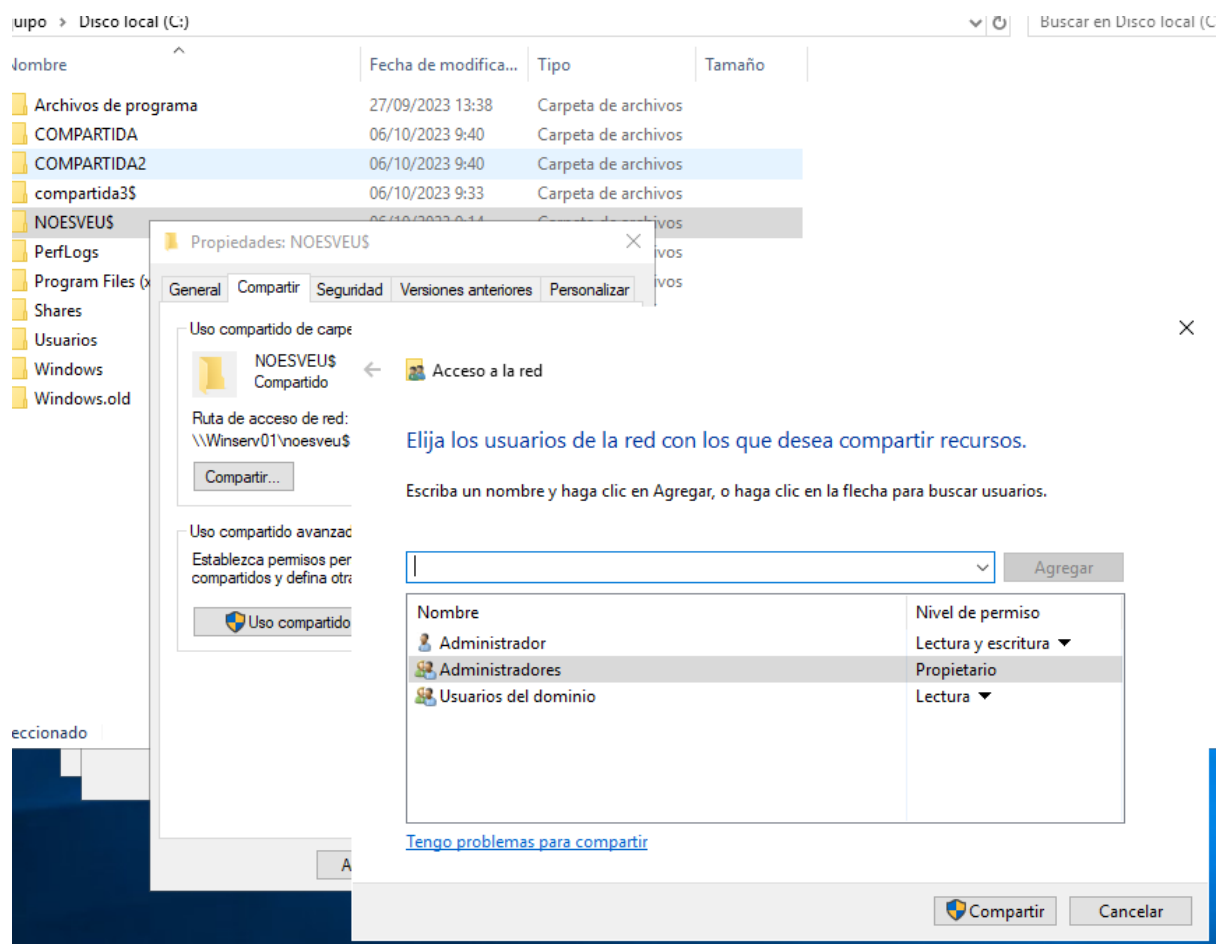 Disco local (C:)
Buscar en Disco local
Nombre Fecha de modifica... Tipo Tamaño
Archivos de programa 27/09/2023 13:38 Carpeta de archivos
COMPARTIDA 06/10/2023 9:40 Carpeta de archivos
COMPARTIDA2 06/10/2023 9:40 Carpeta de archivos
compartida3$ 06/10/2023 9:33 Carpeta de archivos
NOESVEU$
PerfLogs
Program Files
Shares
Usuarios
Windows
Windows.old
Propiedades: NOESVEU$
General Compartir Seguridad Versiones anteriores Personalizar
Uso compartido de
NOESVEU$
Compartido
Ruta de acceso de red:
\\Winserv01\noesveu$
Compartir...
Uso compartido
Establezca permisos
compartidos y defina
Uso compartido
Acceso a la red
Elija los usuarios de la red con los que desea compartir recursos.
Escriba un nombre y haga clic en Agregar, o haga clic en la flecha para buscar usuarios.
Agregar
Nombre Nivel de permiso
Administrador Lectura y escritura
Administradores Propietario
Usuarios del dominio Lectura
Tengo problemas para compartir
Compartir Cancelar